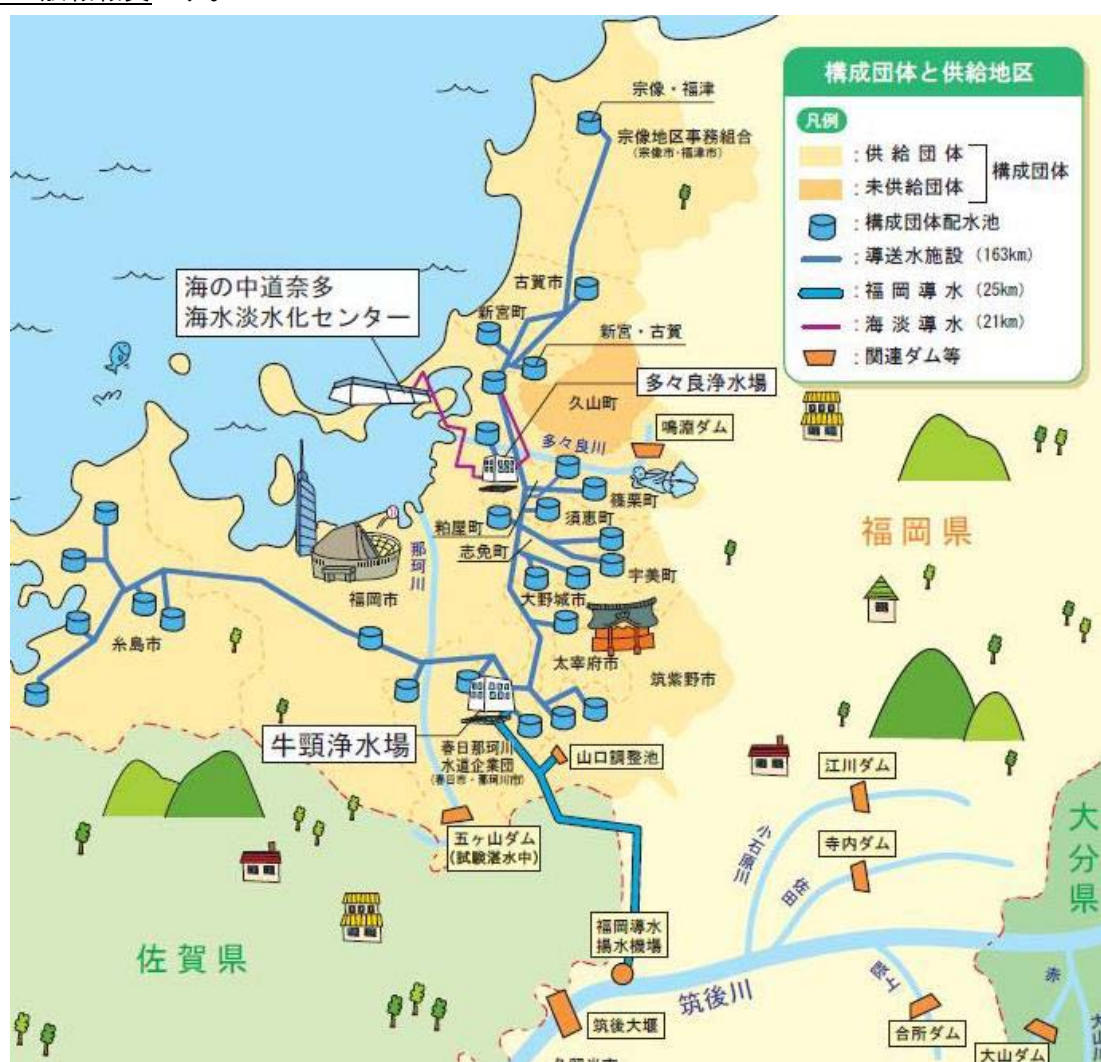 構成団体と供給地区
凡例
：供給団体
：未供給団体
構成団体
：構成団体配水池
：導送水施設（163km）
：福岡導水（25km）
：海淡導水（21km）
：関連ダム等
宗像・福津
宗像地区事務組合
（宗像市・福津市）
海の中道奈多
海水淡水化センター
古賀市
新宮町
新宮・古賀
多々良浄水場
久山町
鳴淵ダム
多々良川
篠栗町
須恵町
粕屋町
志免町
宇美町
那珂川
福岡市
大野城市
太宰府市
筑紫野市
糸島市
福岡県
牛頸浄水場
春日那珂川
水道企業団
（春日市・那珂川市）
山口調整池
五ヶ山ダム
（試験湛水中）
江川ダム
小石原川
寺内ダム
佐田
大分県
佐賀県
福岡導水
揚水機場
筑後川
筑後大堰
合所ダム
赤
大山ダム